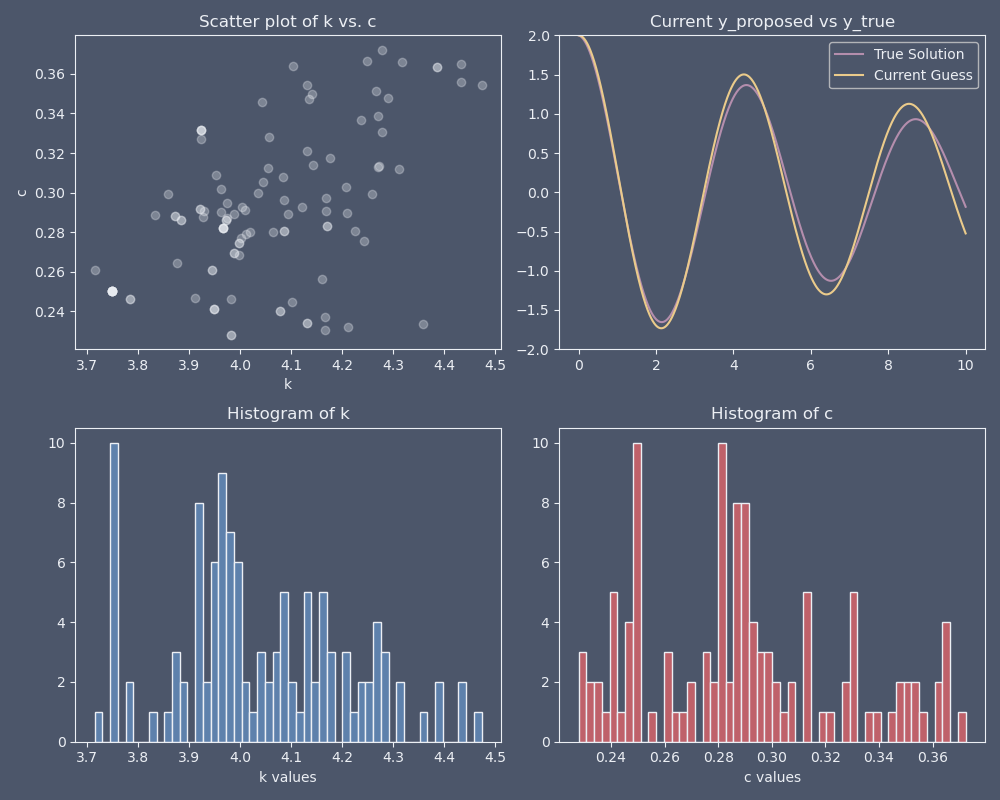 Scatter plot of k vs. c
c
0.36
0.34
0.32
0.30
0.28
0.26
0.24
3.7 3.8 3.9 4.0 4.1 4.2 4.3 4.4 4.5
k
Current y_proposed vs y_true
True Solution
Current Guess
2.0
1.5
1.0
0.5
0.0
−0.5
−1.0
−1.5
−2.0
0 2 4 6 8 10
Histogram of k
10
8
6
4
2
0
3.7 3.8 3.9 4.0 4.1 4.2 4.3 4.4 4.5
k values
Histogram of c
10
8
6
4
2
0
0.24 0.26 0.28 0.30 0.32 0.34 0.36
c values